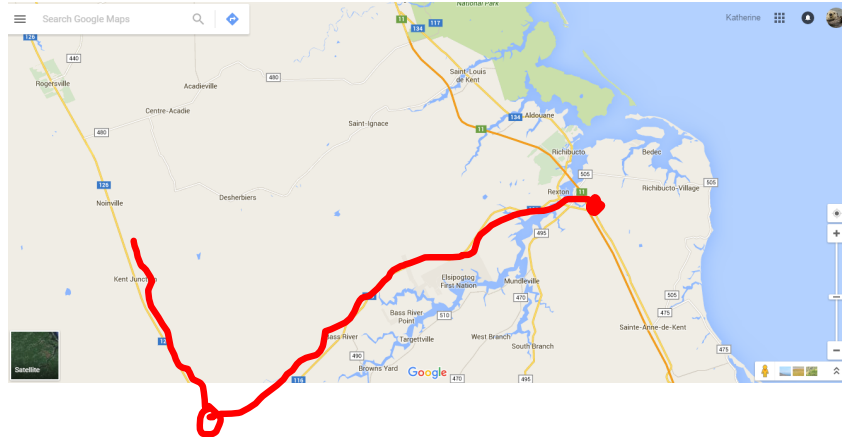 National Park
Search Google Maps
Katherine
11
134
117
126
440
Rogersville
480
Acadieville
Saint-Louis
de Kent
Centre-Acadie
Saint-Ignace
134
Aldouane
11
480
Richibucto
Bedec
505
126
505
Rexton
11
Richibucto-Village
Noinville
Desherbiers
495
Kent Junction
Elsipogtog
First Nation
Mundleville
505
470
475
Bass River
Point
510
Sainte-Anne-de-Kent
Bass River
Targettville
West Branch
South Branch
475
490
Browns Yard
Satellite
116
Google
470
495